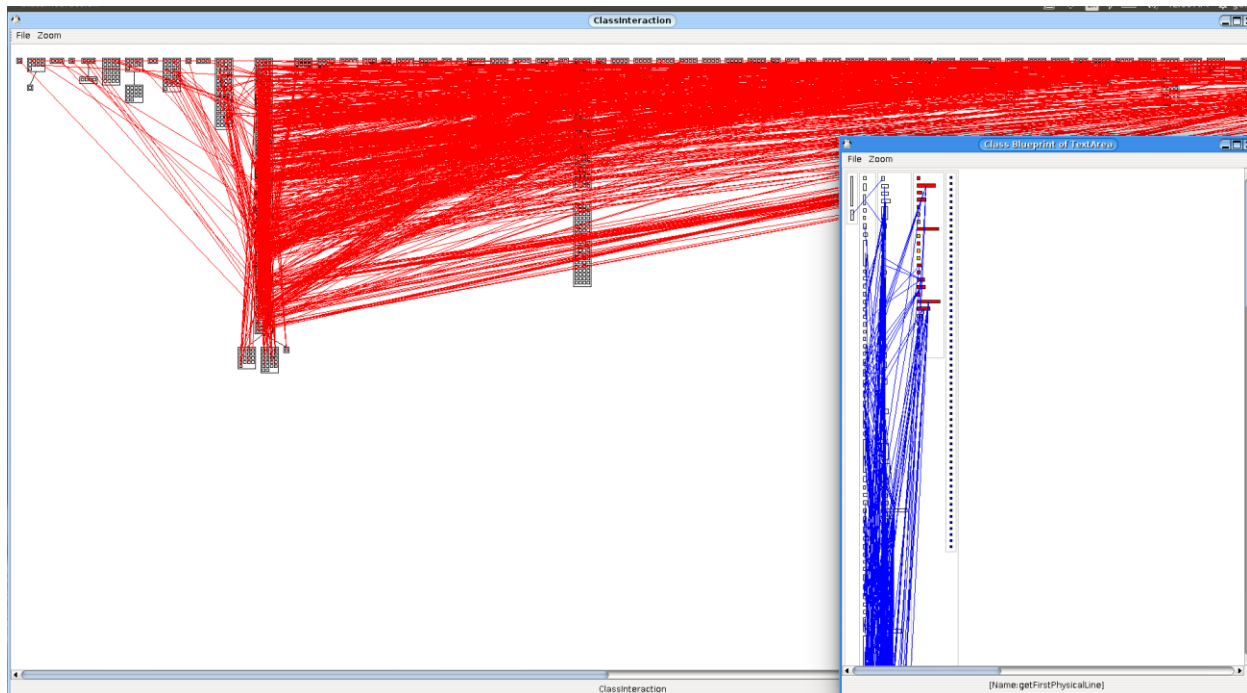 ClassInteraction
File Zoom
Class Blueprint of TextArea
File Zoom
[Name:getFirstPhysicalLine]
ClassInteraction